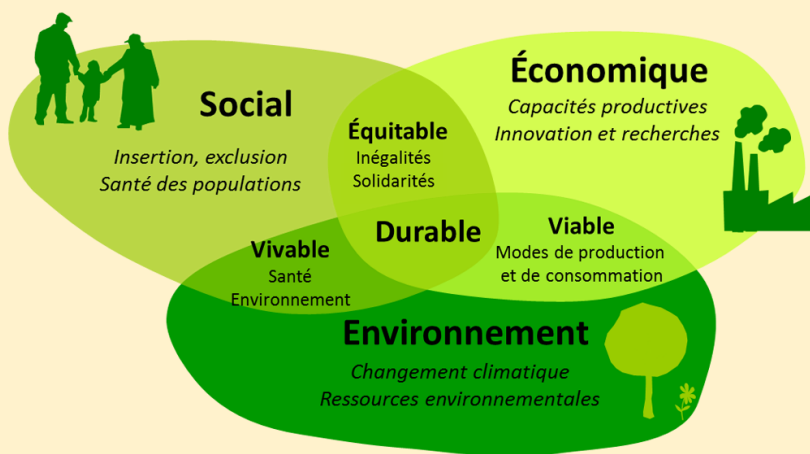 Social
Insertion, exclusion
Santé des populations
Économique
Capacités productives
Innovation et recherches
Équitable
Inégalités
Solidarités
Durable
Viable
Modes de production
et de consommation
Vivable
Santé
Environnement
Environnement
Changement climatique
Ressources environnementales